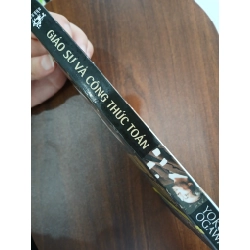 GIÁO SƯ VÀ CÔNG THỨC TOÁN
YOKO
OGAWA